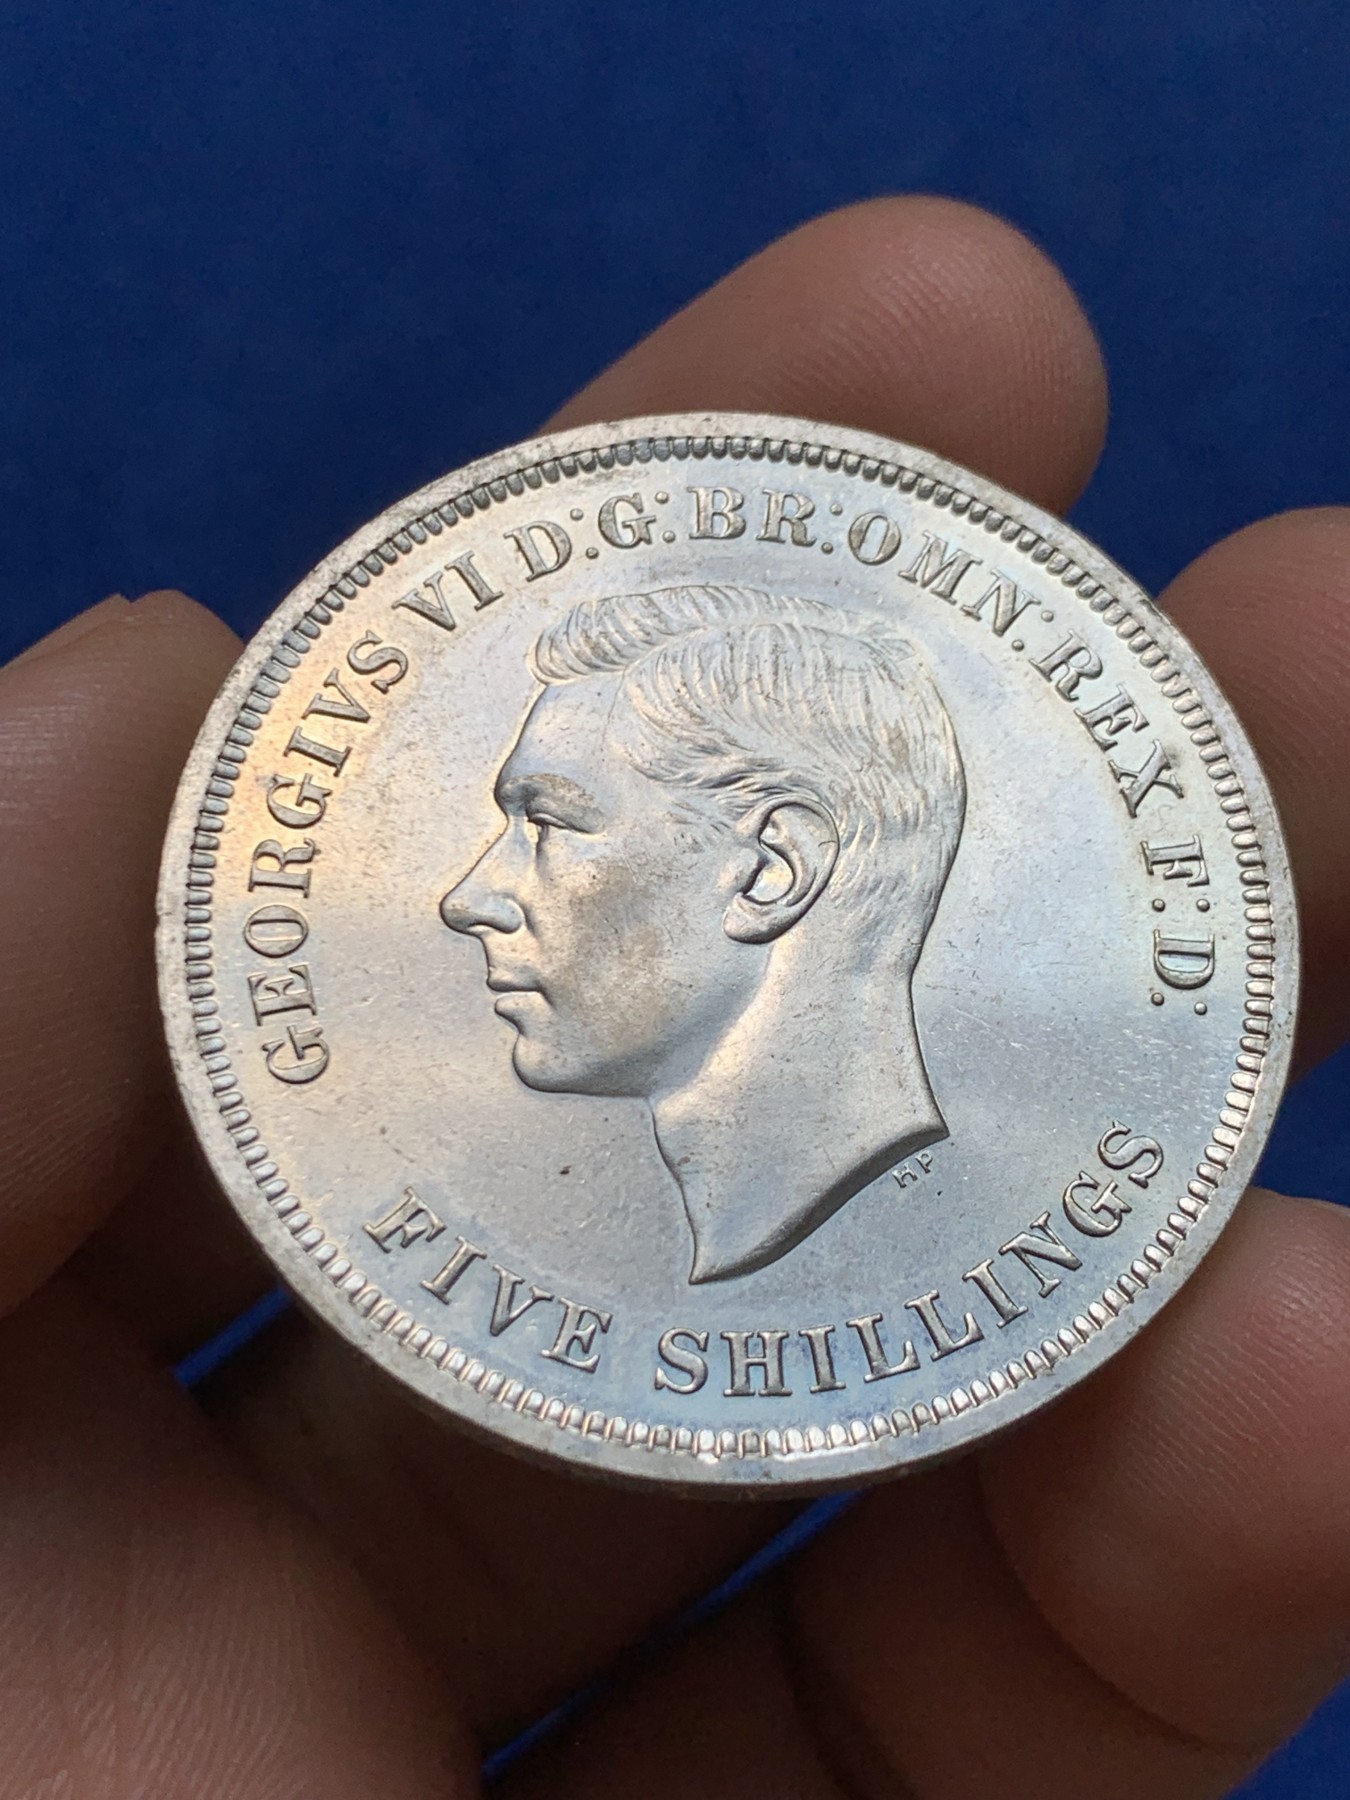 GEORGIVS VI D:G:BR:OMN:REX F:D:
HP
FIVE SHILLINGS